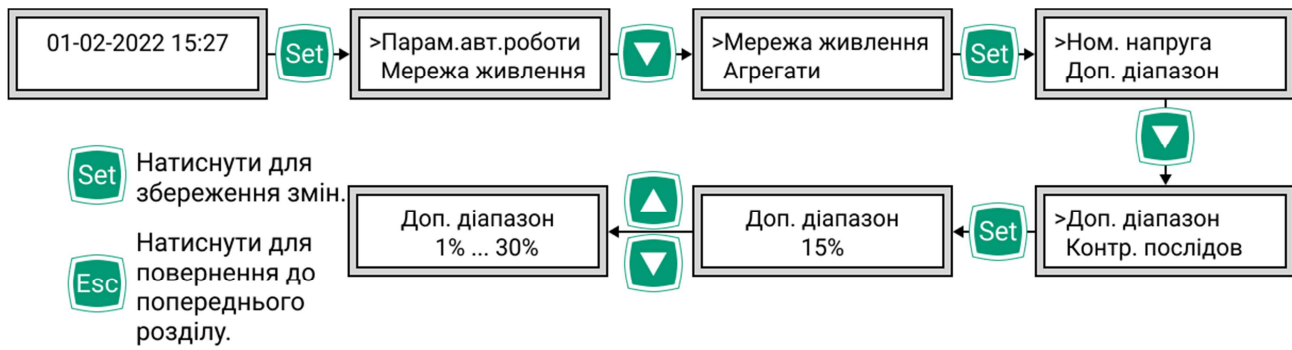 01-02-2022 15:27
Set
>Парам.авт.роботи
Мережа живлення
>Мережа живлення
Агрегати
Set
>Ном. напруга
Доп. діапазон
>Доп. діапазон
Контр. послідов
Set
Доп. діапазон
15%
Доп. діапазон
1% ... 30%
Set
Натиснути для
збереження змін.
Esc
Натиснути для
повернення до
попереднього
розділу.